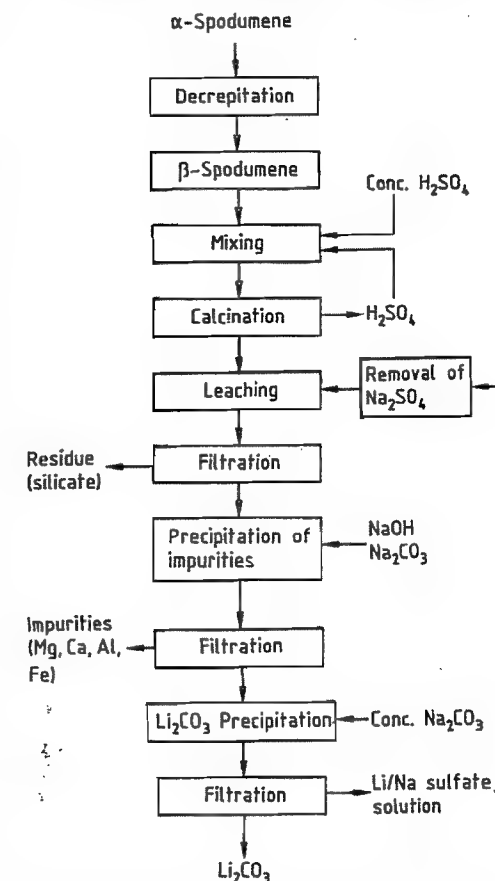 α-Spodumene
Decrepitation
β-Spodumene
Conc. H₂SO₄
Mixing
Calcination
H₂SO₄
Leaching
Removal of
Na₂SO₄
Residue
(silicate)
Filtration
Precipitation of
impurities
NaOH
Na₂CO₃
Impurities
(Mg, Ca, Al,
Fe)
Filtration
Li₂CO₃ Precipitation
Conc. Na₂CO₃
Filtration
Li/Na sulfate
solution
Li₂CO₃